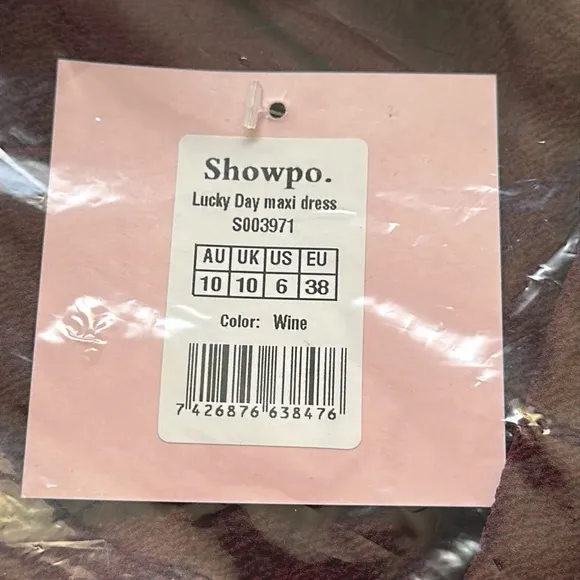 Showpo.
Lucky Day maxi dress
S003971
AU UK US EU
10 10 6 38
Color: Wine
7 426876 638476